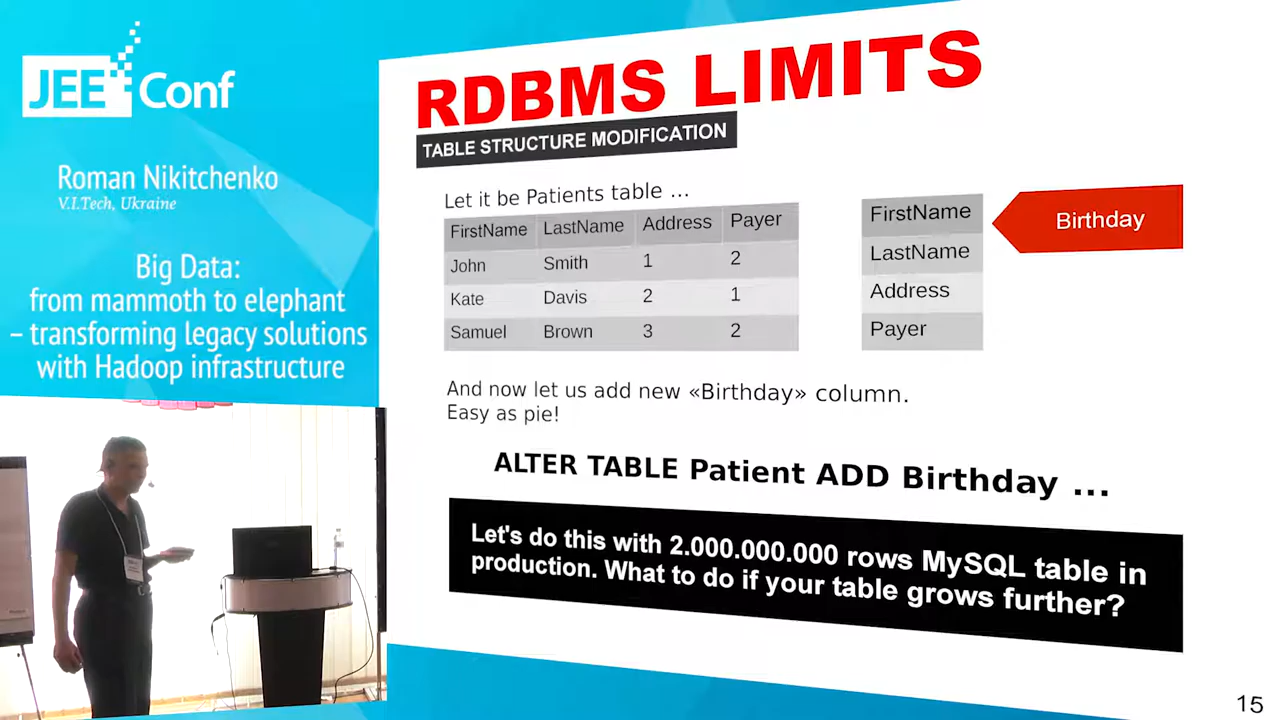 JEE Conf
Roman Nikitchenko
V.I.Tech, Ukraine
Big Data:
from mammoth to elephant
– transforming legacy solutions
with Hadoop infrastructure
RDBMS LIMITS
TABLE STRUCTURE MODIFICATION
Let it be Patients table ...
FirstName LastName Address Payer
John Smith 1 2
Kate Davis 2 1
Samuel Brown 3 2
FirstName
LastName
Address
Payer
Birthday
And now let us add new «Birthday» column.
Easy as pie!
ALTER TABLE Patient ADD Birthday ...
Let's do this with 2.000.000.000 rows MySQL table in
production. What to do if your table grows further?
15